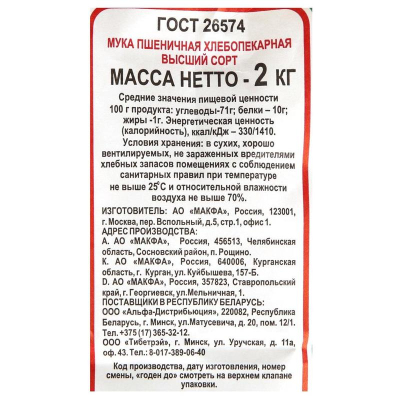 ГОСТ 26574
МУКА ПШЕНИЧНАЯ ХЛЕБОПЕКАРНАЯ
ВЫСШИЙ СОРТ
МАССА НЕТТО - 2 КГ
Средние значения пищевой ценности
100 г продукта: углеводы-71г; белки – 10г;
жиры -1г. Энергетическая ценность
(калорийность), ккал/кДж – 330/1410.
Условия хранения: в сухих, хорошо
вентилируемых, не зараженных вредителями
хлебных запасов помещениях с соблюдением
санитарных правил при температуре
не выше 25°С и относительной влажности
воздуха не выше 70%.
ИЗГОТОВИТЕЛЬ: АО «МАКФА», Россия, 123001,
г. Москва, пер. Вспольный, д.5, стр.1, офис 1.
АДРЕС ПРОИЗВОДСТВА:
А. АО «МАКФА», Россия, 456513, Челябинская
область, Сосновский район, п. Рощино.
К. АО «МАКФА», Россия, 640006, Курганская
область, г. Курган, ул. Куйбышева, 157-Б.
D. АО «МАКФА», Россия, 357823, Ставропольский
край, г. Георгиевск, ул.Мельничная, 1.
ПОСТАВЩИКИ В РЕСПУБЛИКУ БЕЛАРУСЬ:
ООО «Альфа-Дистрибьюция», 220082, Республика
Беларусь, г. Минск, ул.Матусевича, д. 20, пом. 12/1.
Тел. +375 (17) 365-32-12.
ООО «Тибетрэй», г. Минск, ул. Уручская, д. 11а,
оф. 43. Тел.: 8-017-389-06-40
Код производства, дату изготовления, номер
смены, «годен до» смотреть на верхнем клапане
упаковки.